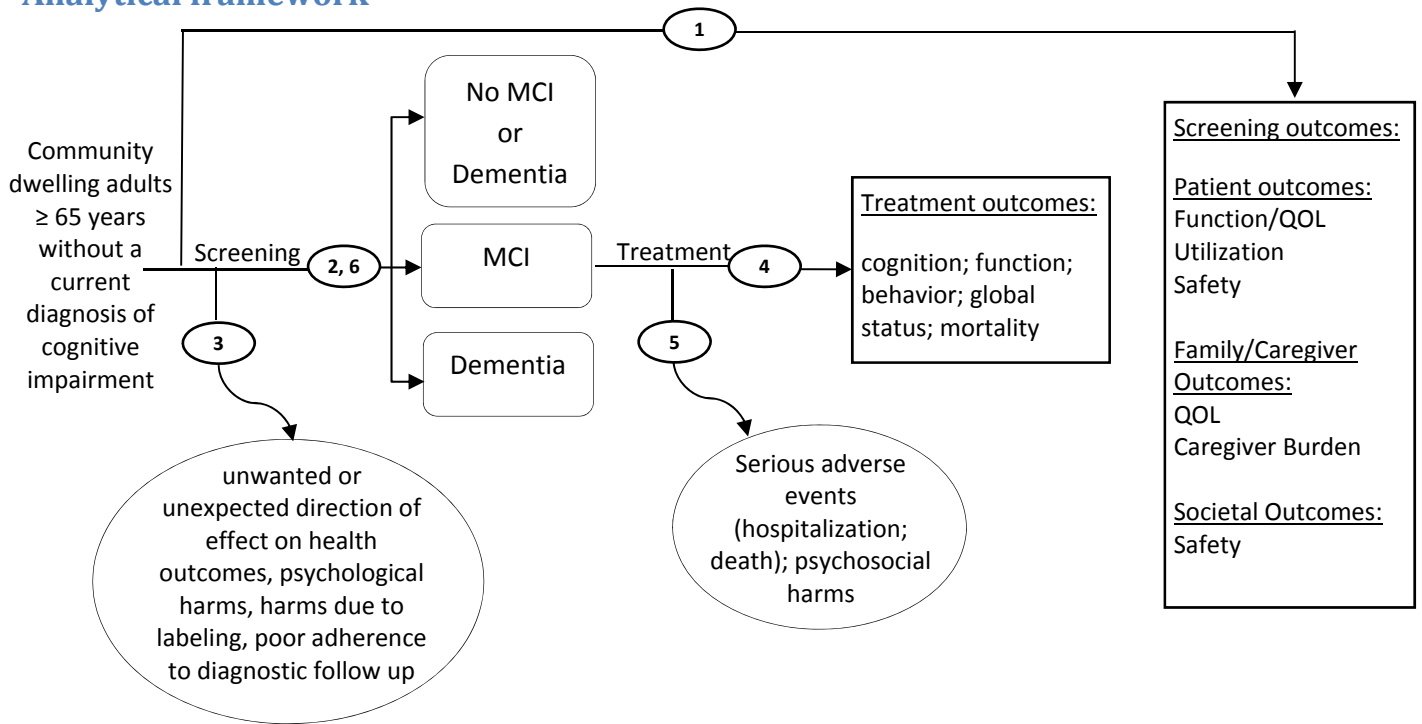 Analytical framework
1
Community
dwelling adults
≥ 65 years
without a
current
diagnosis of
cognitive
impairment
Screening
2, 6
3
unwanted or
unexpected direction of
effect on health
outcomes, psychological
harms, harms due to
labeling, poor adherence
to diagnostic follow up
No MCI
or
Dementia
MCI
Dementia
Treatment
4
5
Serious adverse
events
(hospitalization;
death); psychosocial
harms
Treatment outcomes:
cognition; function;
behavior; global
status; mortality
Screening outcomes:
Patient outcomes:
Function/QOL
Utilization
Safety
Family/Caregiver
Outcomes:
QOL
Caregiver Burden
Societal Outcomes:
Safety